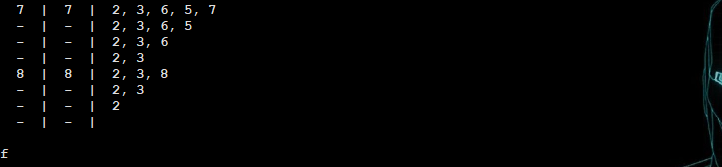 7 | 7 | 2, 3, 6, 5, 7
- | - | 2, 3, 6, 5
- | - | 2, 3, 6
- | - | 2, 3
8 | 8 | 2, 3, 8
- | - | 2, 3
- | - | 2
- | - |
f